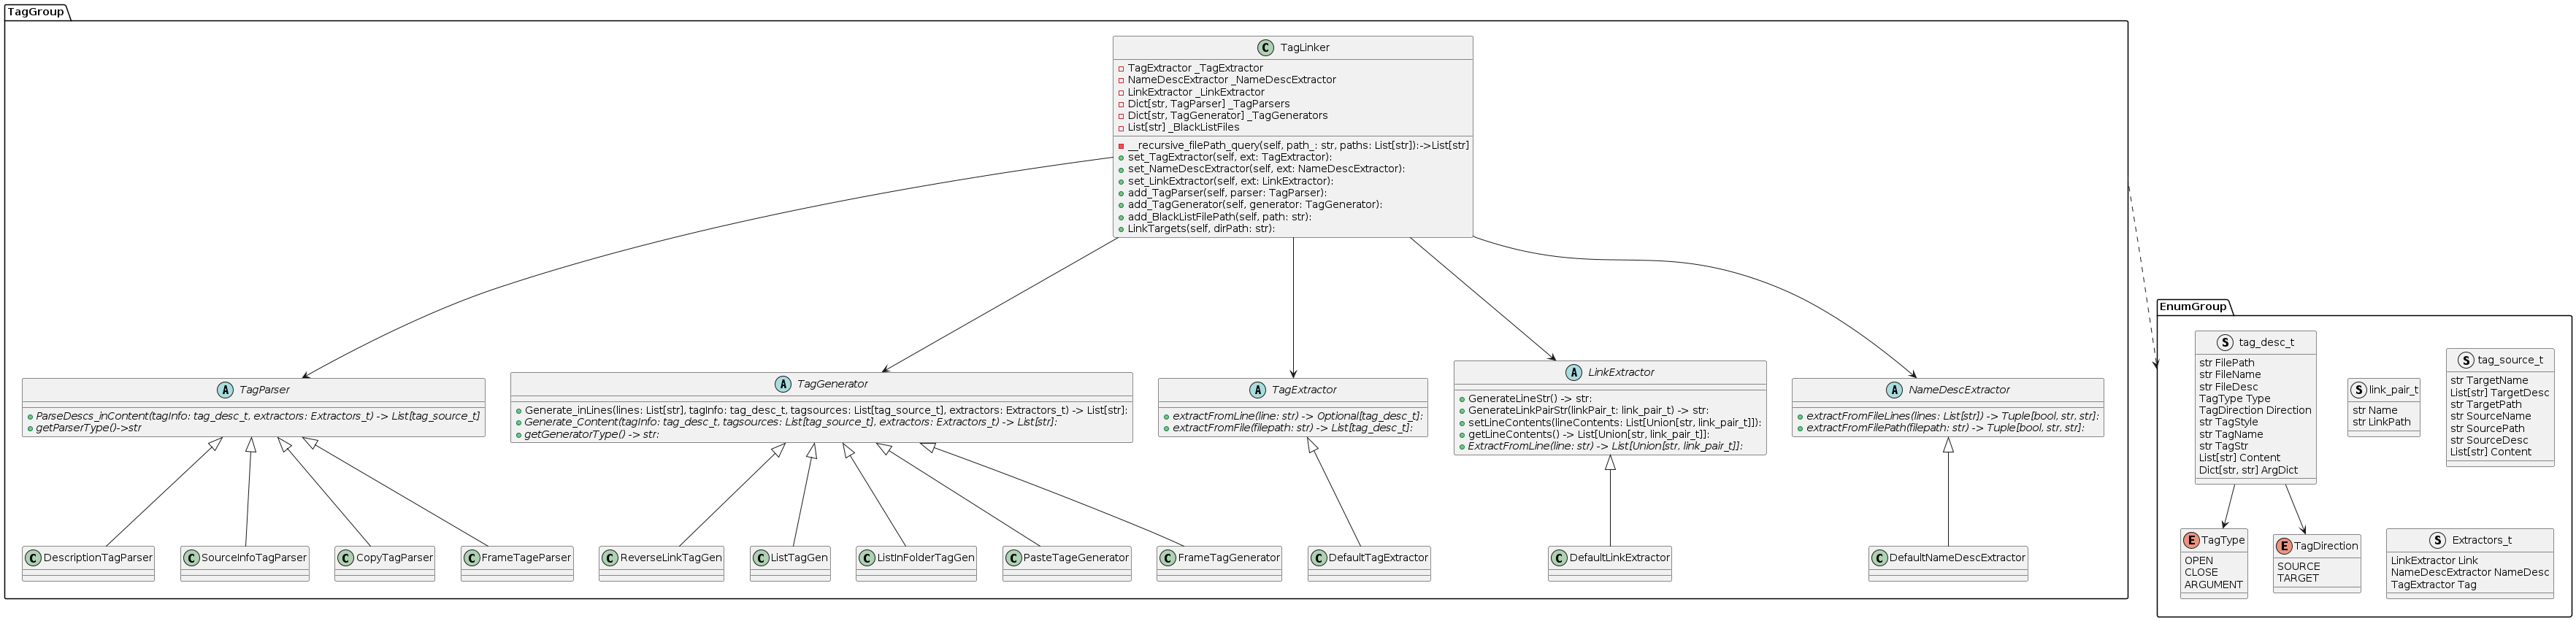 TagGroup
C TagLinker
TagExtractor _TagExtractor
NameDescExtractor _NameDescExtractor
LinkExtractor _LinkExtractor
Dict[str, TagParser] _TagParsers
Dict[str, TagGenerator] _TagGenerators
List[str] _BlackListFiles
__recursive_filePath_query(self, path_: str, paths: List[str]):->List[str]
set_TagExtractor(self, ext: TagExtractor):
set_NameDescExtractor(self, ext: NameDescExtractor):
set_LinkExtractor(self, ext: LinkExtractor):
add_TagParser(self, parser: TagParser):
add_TagGenerator(self, generator: TagGenerator):
add_BlackListFilePath(self, path: str):
LinkTargets(self, dirPath: str):
A TagParser
ParseDescs_inContent(tagInfo: tag_desc_t, extractors: Extractors_t) -> List[tag_source_t]
getParserType()->str
A TagGenerator
Generate_inLines(lines: List[str], tagInfo: tag_desc_t, tagsources: List[tag_source_t], extractors: Extractors_t) -> List[str]:
Generate_Content(tagInfo: tag_desc_t, tagsources: List[tag_source_t], extractors: Extractors_t) -> List[str]:
getGeneratorType() -> str:
A TagExtractor
extractFromLine(line: str) -> Optional[tag_desc_t]:
extractFromFile(filepath: str) -> List[tag_desc_t]:
A LinkExtractor
GenerateLineStr() -> str:
GenerateLinkPairStr(linkPair_t: link_pair_t) -> str:
setLineContents(lineContents: List[Union[str, link_pair_t]]):
getLineContents() -> List[Union[str, link_pair_t]]:
ExtractFromLine(line: str) -> List[Union[str, link_pair_t]]:
A NameDescExtractor
extractFromFileLines(lines: List[str]) -> Tuple[bool, str, str]:
extractFromFilePath(filepath: str) -> Tuple[bool, str, str]:
C DescriptionTagParser
C SourceInfoTagParser
C CopyTagParser
C FrameTageParser
C ReverseLinkTagGen
C ListTagGen
C ListInFolderTagGen
C PasteTageGenerator
C FrameTagGenerator
C DefaultTagExtractor
C DefaultLinkExtractor
C DefaultNameDescExtractor
EnumGroup
S tag_desc_t
str FilePath
str FileName
str FileDesc
TagType Type
TagDirection Direction
str TagStyle
str TagName
str TagStr
List[str] Content
Dict[str, str] ArgDict
S link_pair_t
str Name
str LinkPath
S tag_source_t
str TargetName
List[str] TargetDesc
str TargetPath
str SourceName
str SourcePath
str SourceDesc
List[str] Content
E TagType
OPEN
CLOSE
ARGUMENT
E TagDirection
SOURCE
TARGET
S Extractors_t
LinkExtractor Link
NameDescExtractor NameDesc
TagExtractor Tag